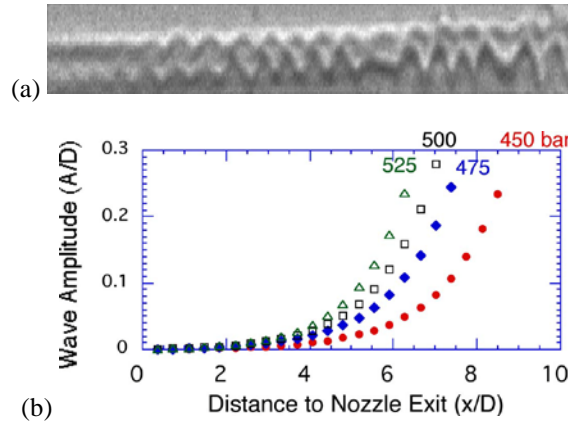 (a)
500
450 bar
525
475
0.3
0.2
0.1
0
Wave Amplitude (A/D)
0
2
4
6
8
10
Distance to Nozzle Exit (x/D)
(b)